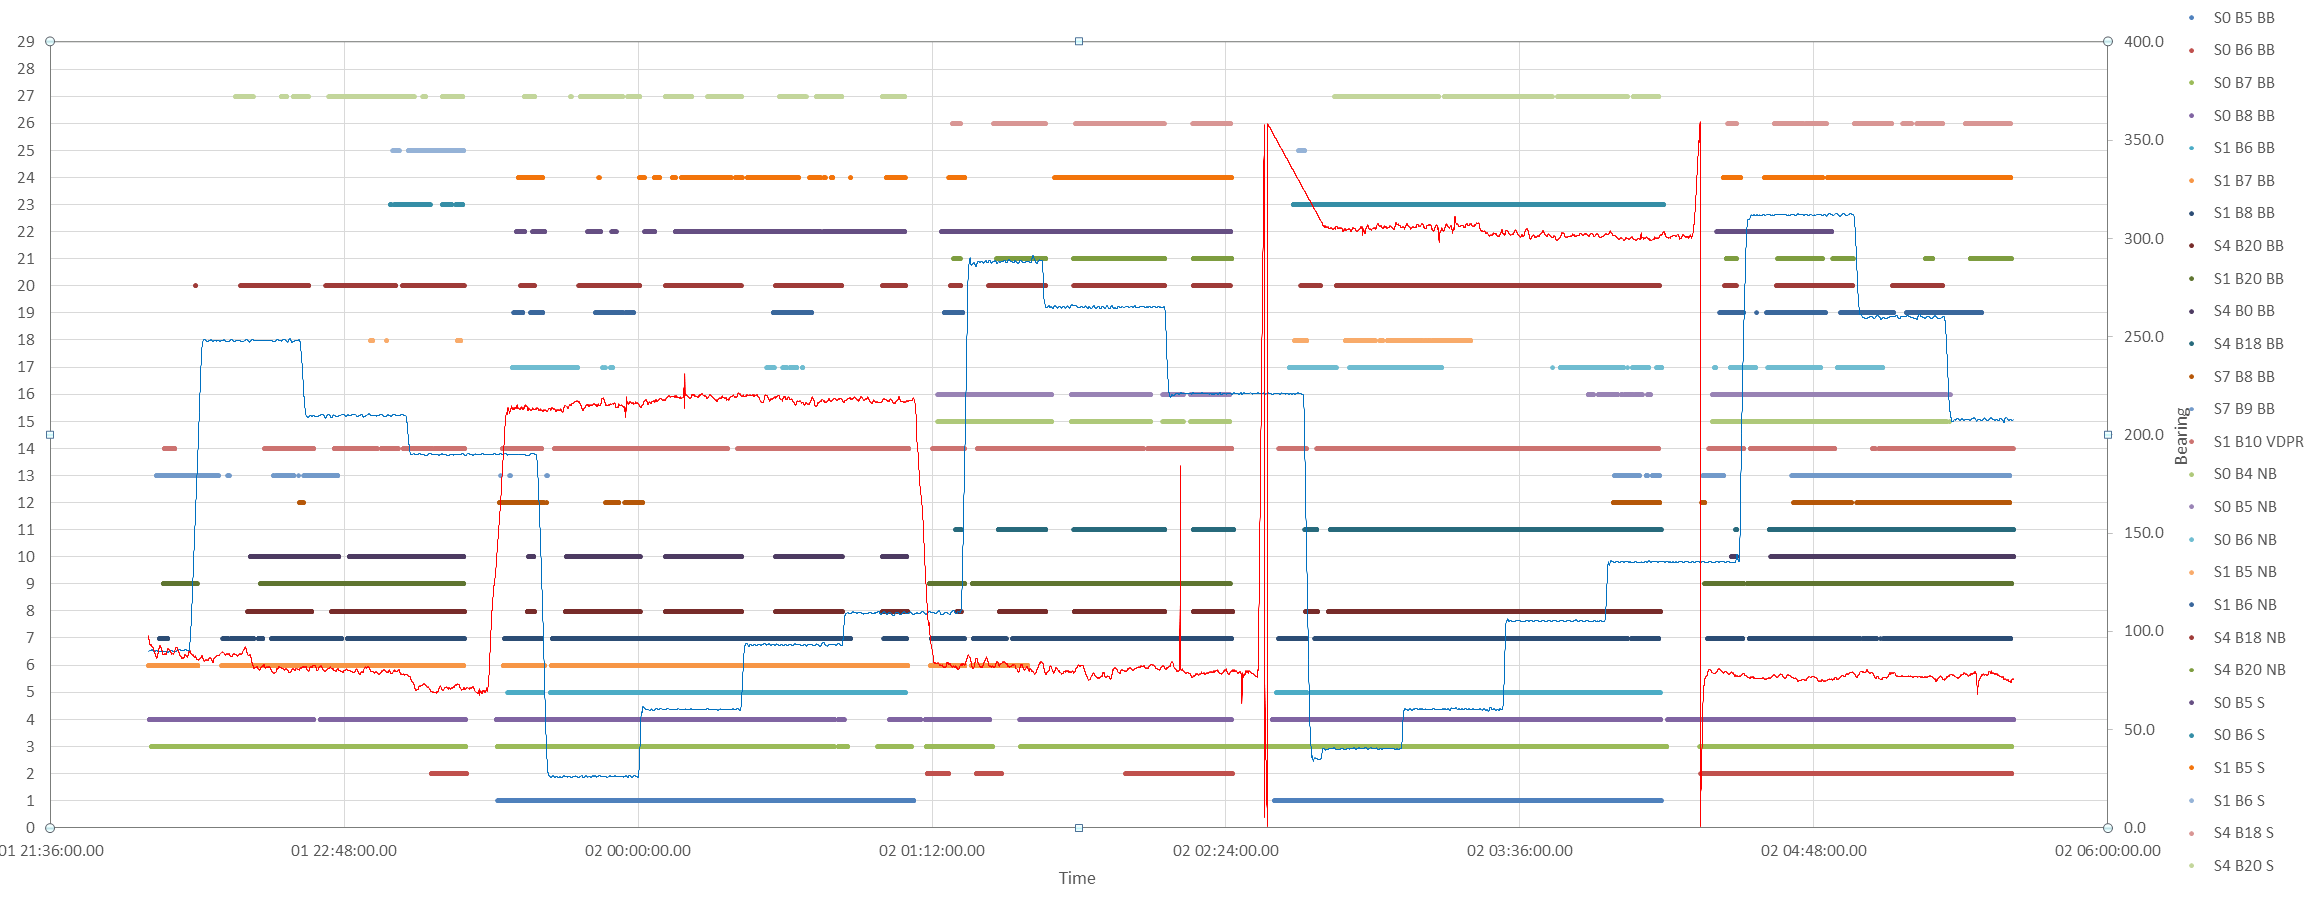 29
28
27
26
25
24
23
22
21
20
19
18
17
16
15
14
13
12
11
10
9
8
7
6
5
4
3
2
1
0
01 21:36:00.00
01 22:48:00.00
02 00:00:00.00
02 01:12:00.00
02 02:24:00.00
02 03:36:00.00
02 04:48:00.00
02 06:00:00.00
Time
400.0
350.0
300.0
250.0
200.0
150.0
100.0
50.0
0.0
Bearing
S0 B5 BB
S0 B6 BB
S0 B7 BB
S0 B8 BB
S1 B6 BB
S1 B7 BB
S1 B8 BB
S4 B20 BB
S1 B20 BB
S4 B0 BB
S4 B18 BB
S7 B8 BB
S7 B9 BB
S1 B10 VDPR
S0 B4 NB
S0 B5 NB
S0 B6 NB
S1 B5 NB
S1 B6 NB
S4 B18 NB
S4 B20 NB
S0 B5 S
S0 B6 S
S1 B5 S
S1 B6 S
S4 B18 S
S4 B20 S